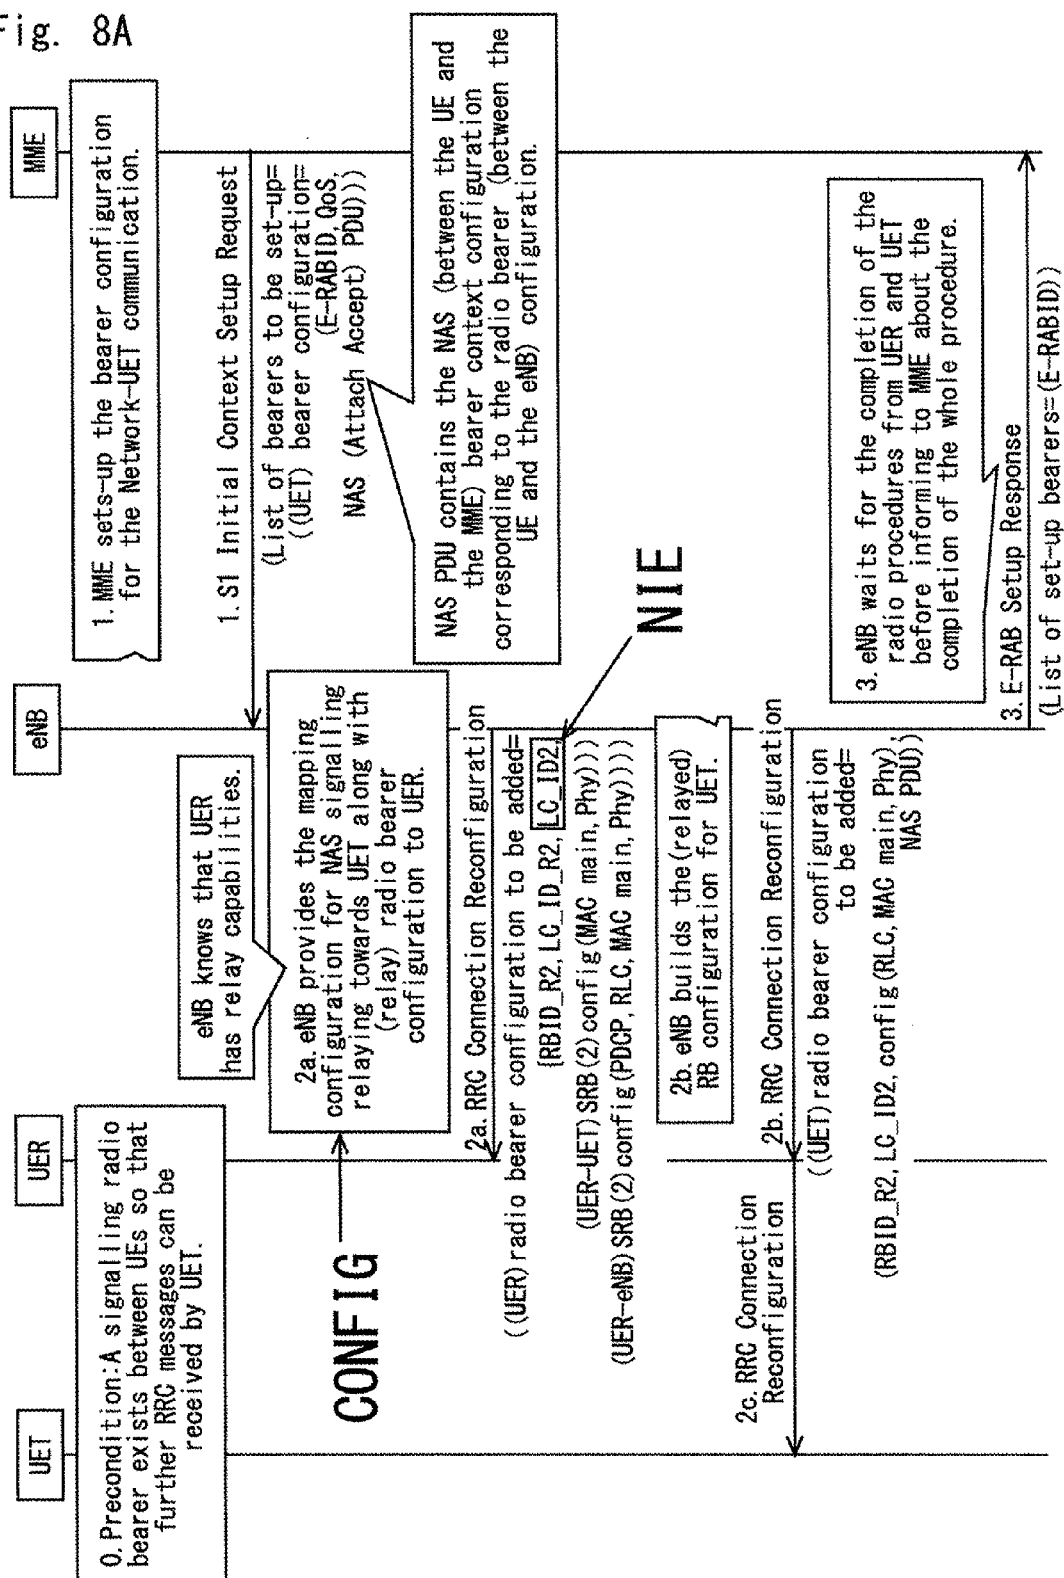 Fig. 8A
UET
UER
eNB
MME
0. Precondition:A signalling radio
bearer exists between UEs so that
further RRC messages can be
received by UET.
1. MME sets-up the bearer configuration
for the Network-UET communication.
1. S1 Initial Context Setup Request
(List of bearers to be set-up=
((UET) bearer configuration=
(E-RABID, QoS,
NAS (Attach Accept) PDU)))
eNB knows that UER
has relay capabilities.
NAS PDU contains the NAS (between the UE and
the MME) bearer context configuration
corresponding to the radio bearer (between the
UE and the eNB) configuration.
CONFIG
2a. eNB provides the mapping
configuration for NAS signalling
relaying towards UET along with
(relay) radio bearer
configuration to UER.
2a. RRC Connection Reconfiguration
((UER) radio bearer configuration to be added=
{RBID_R2, LC_ID_R2, LC_ID2,
(UER-UET) SRB(2) config(MAC main, Phy)))
(UER-eNB) SRB(2) config(PDCP, RLC, MAC main, Phy))))
NIE
2b. eNB builds the (relayed)
RB configuration for UET.
2b. RRC Connection Reconfiguration
((UET) radio bearer configuration
to be added=
(RBID_R2, LC_ID2, config(RLC, MAC main, Phy),
NAS PDU))
2c. RRC Connection
Reconfiguration
3. eNB waits for the completion of the
radio procedures from UER and UET
before informing to MME about the
completion of the whole procedure.
3. E-RAB Setup Response
(List of set-up bearers=(E-RABID))